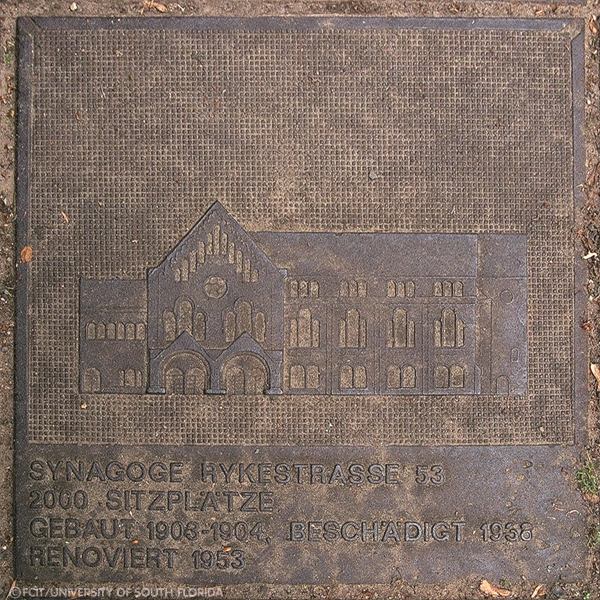 SYNAGOGE RYKESTRASSE 53
2000 SITZPLÄTZE
GEBAUT 1903-1904, BESCHÄDIGT 1938
RENOVIERT 1953
©FCIT/UNIVERSITY OF SOUTH FLORIDA